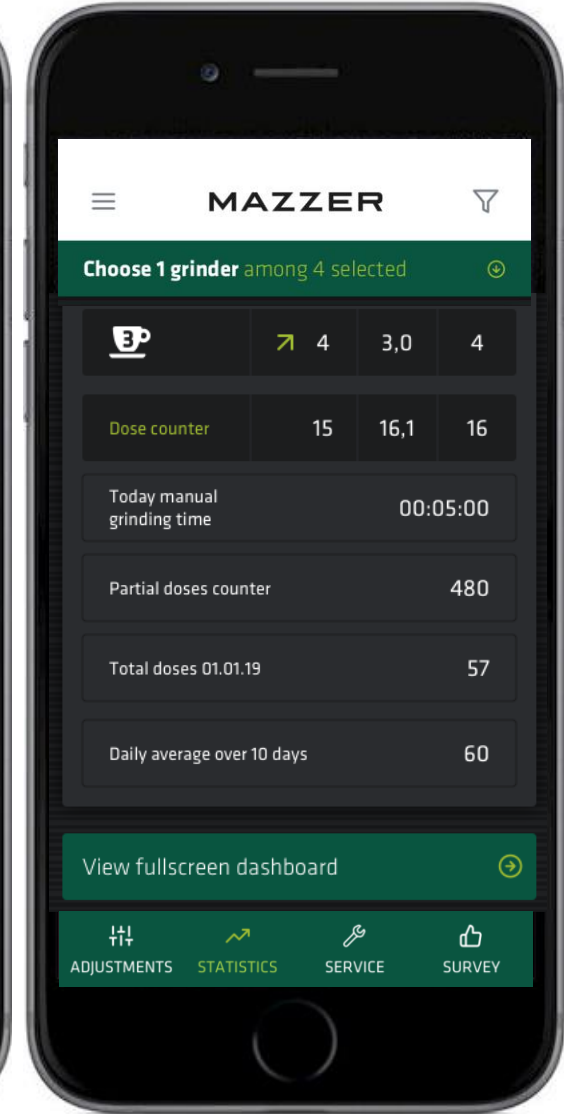 MAZZER
Choose 1 grinder among 4 selected
3 4 3,0 4
Dose counter 15 16,1 16
Today manual
grinding time 00:05:00
Partial doses counter 480
Total doses 01.01.19 57
Daily average over 10 days 60
View fullscreen dashboard
ADJUSTMENTS STATISTICS SERVICE SURVEY